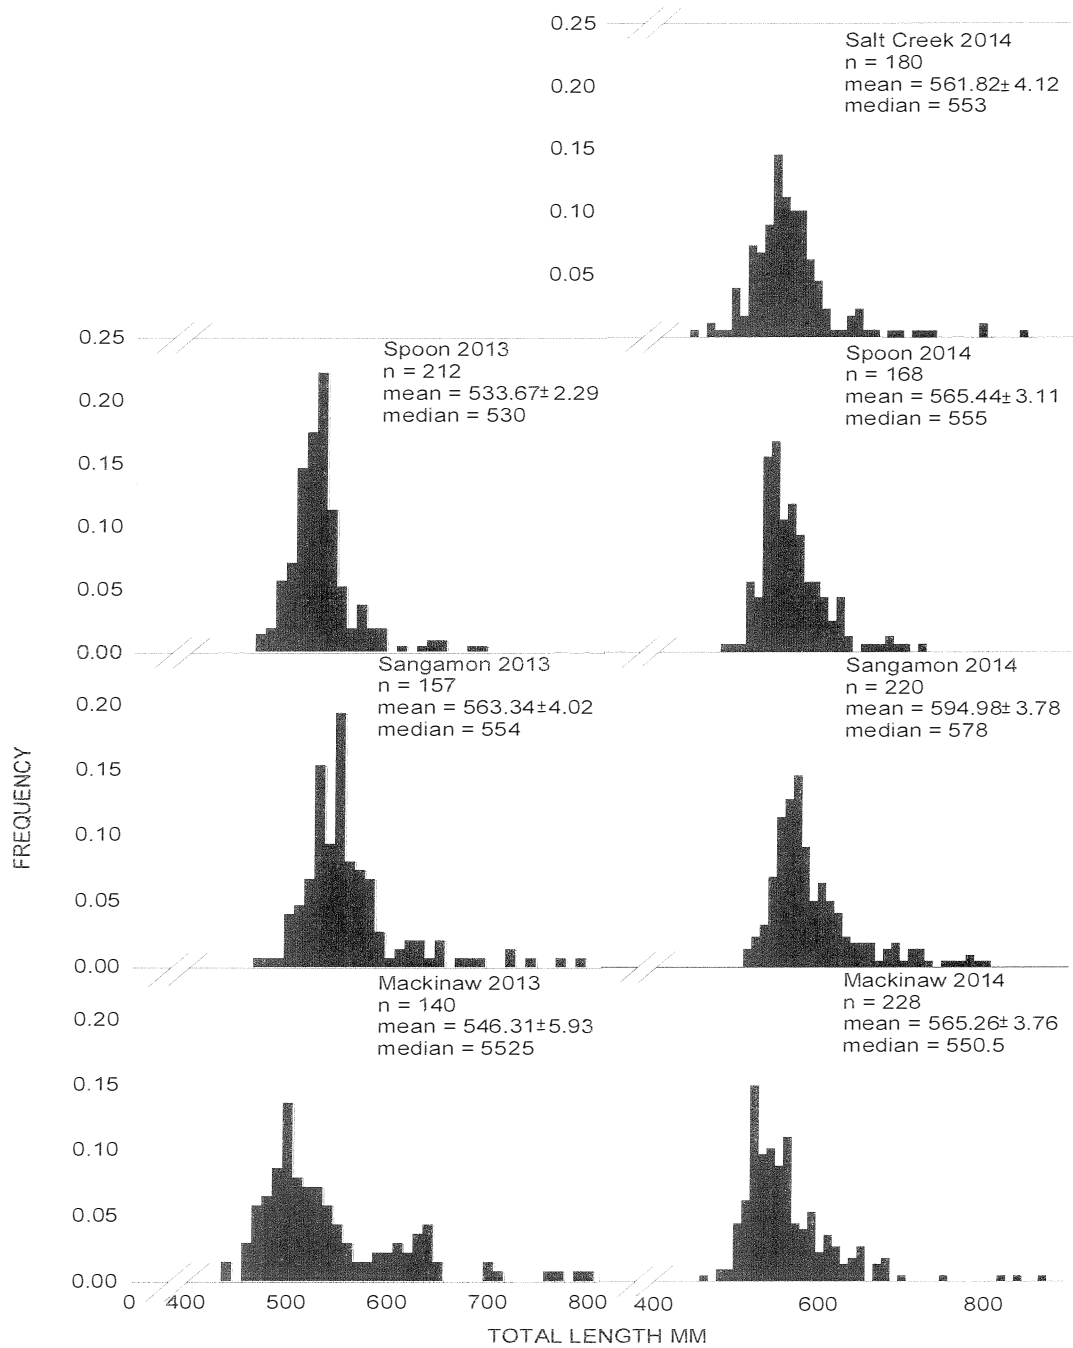 0.25
Salt Creek 2014
n = 180
mean = 561.82± 4.12
median = 553
0.20
0.15
0.10
0.05
0.25
Spoon 2013
n = 212
mean = 533.67± 2.29
median = 530
0.20
0.15
0.10
0.05
0.00
Spoon 2014
n = 168
mean = 565.44± 3.11
median = 555
Sangamon 2013
n = 157
mean = 563.34±4.02
median = 554
0.20
0.15
0.10
0.05
0.00
Sangamon 2014
n = 220
mean = 594.98± 3.78
median = 578
FREQUENCY
Mackinaw 2013
n = 140
mean = 546.31±5.93
median = 5525
0.20
0.15
0.10
0.05
0.00
Mackinaw 2014
n = 228
mean = 565.26± 3.76
median = 550.5
0 400 500 600 700 800 400 600 800
TOTAL LENGTH MM